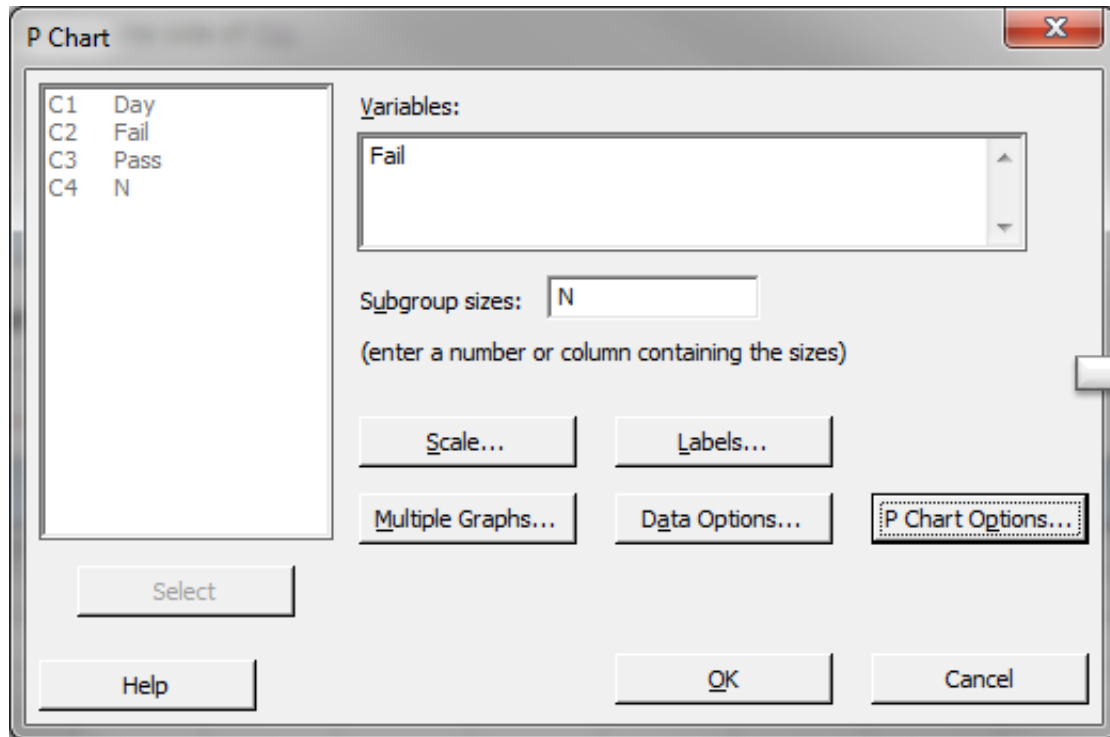 P Chart
C1 Day
C2 Fail
C3 Pass
C4 N
Variables:
Fail
Subgroup sizes: N
(enter a number or column containing the sizes)
Scale... Labels...
Multiple Graphs... Data Options... P Chart Options...
Select
Help OK Cancel